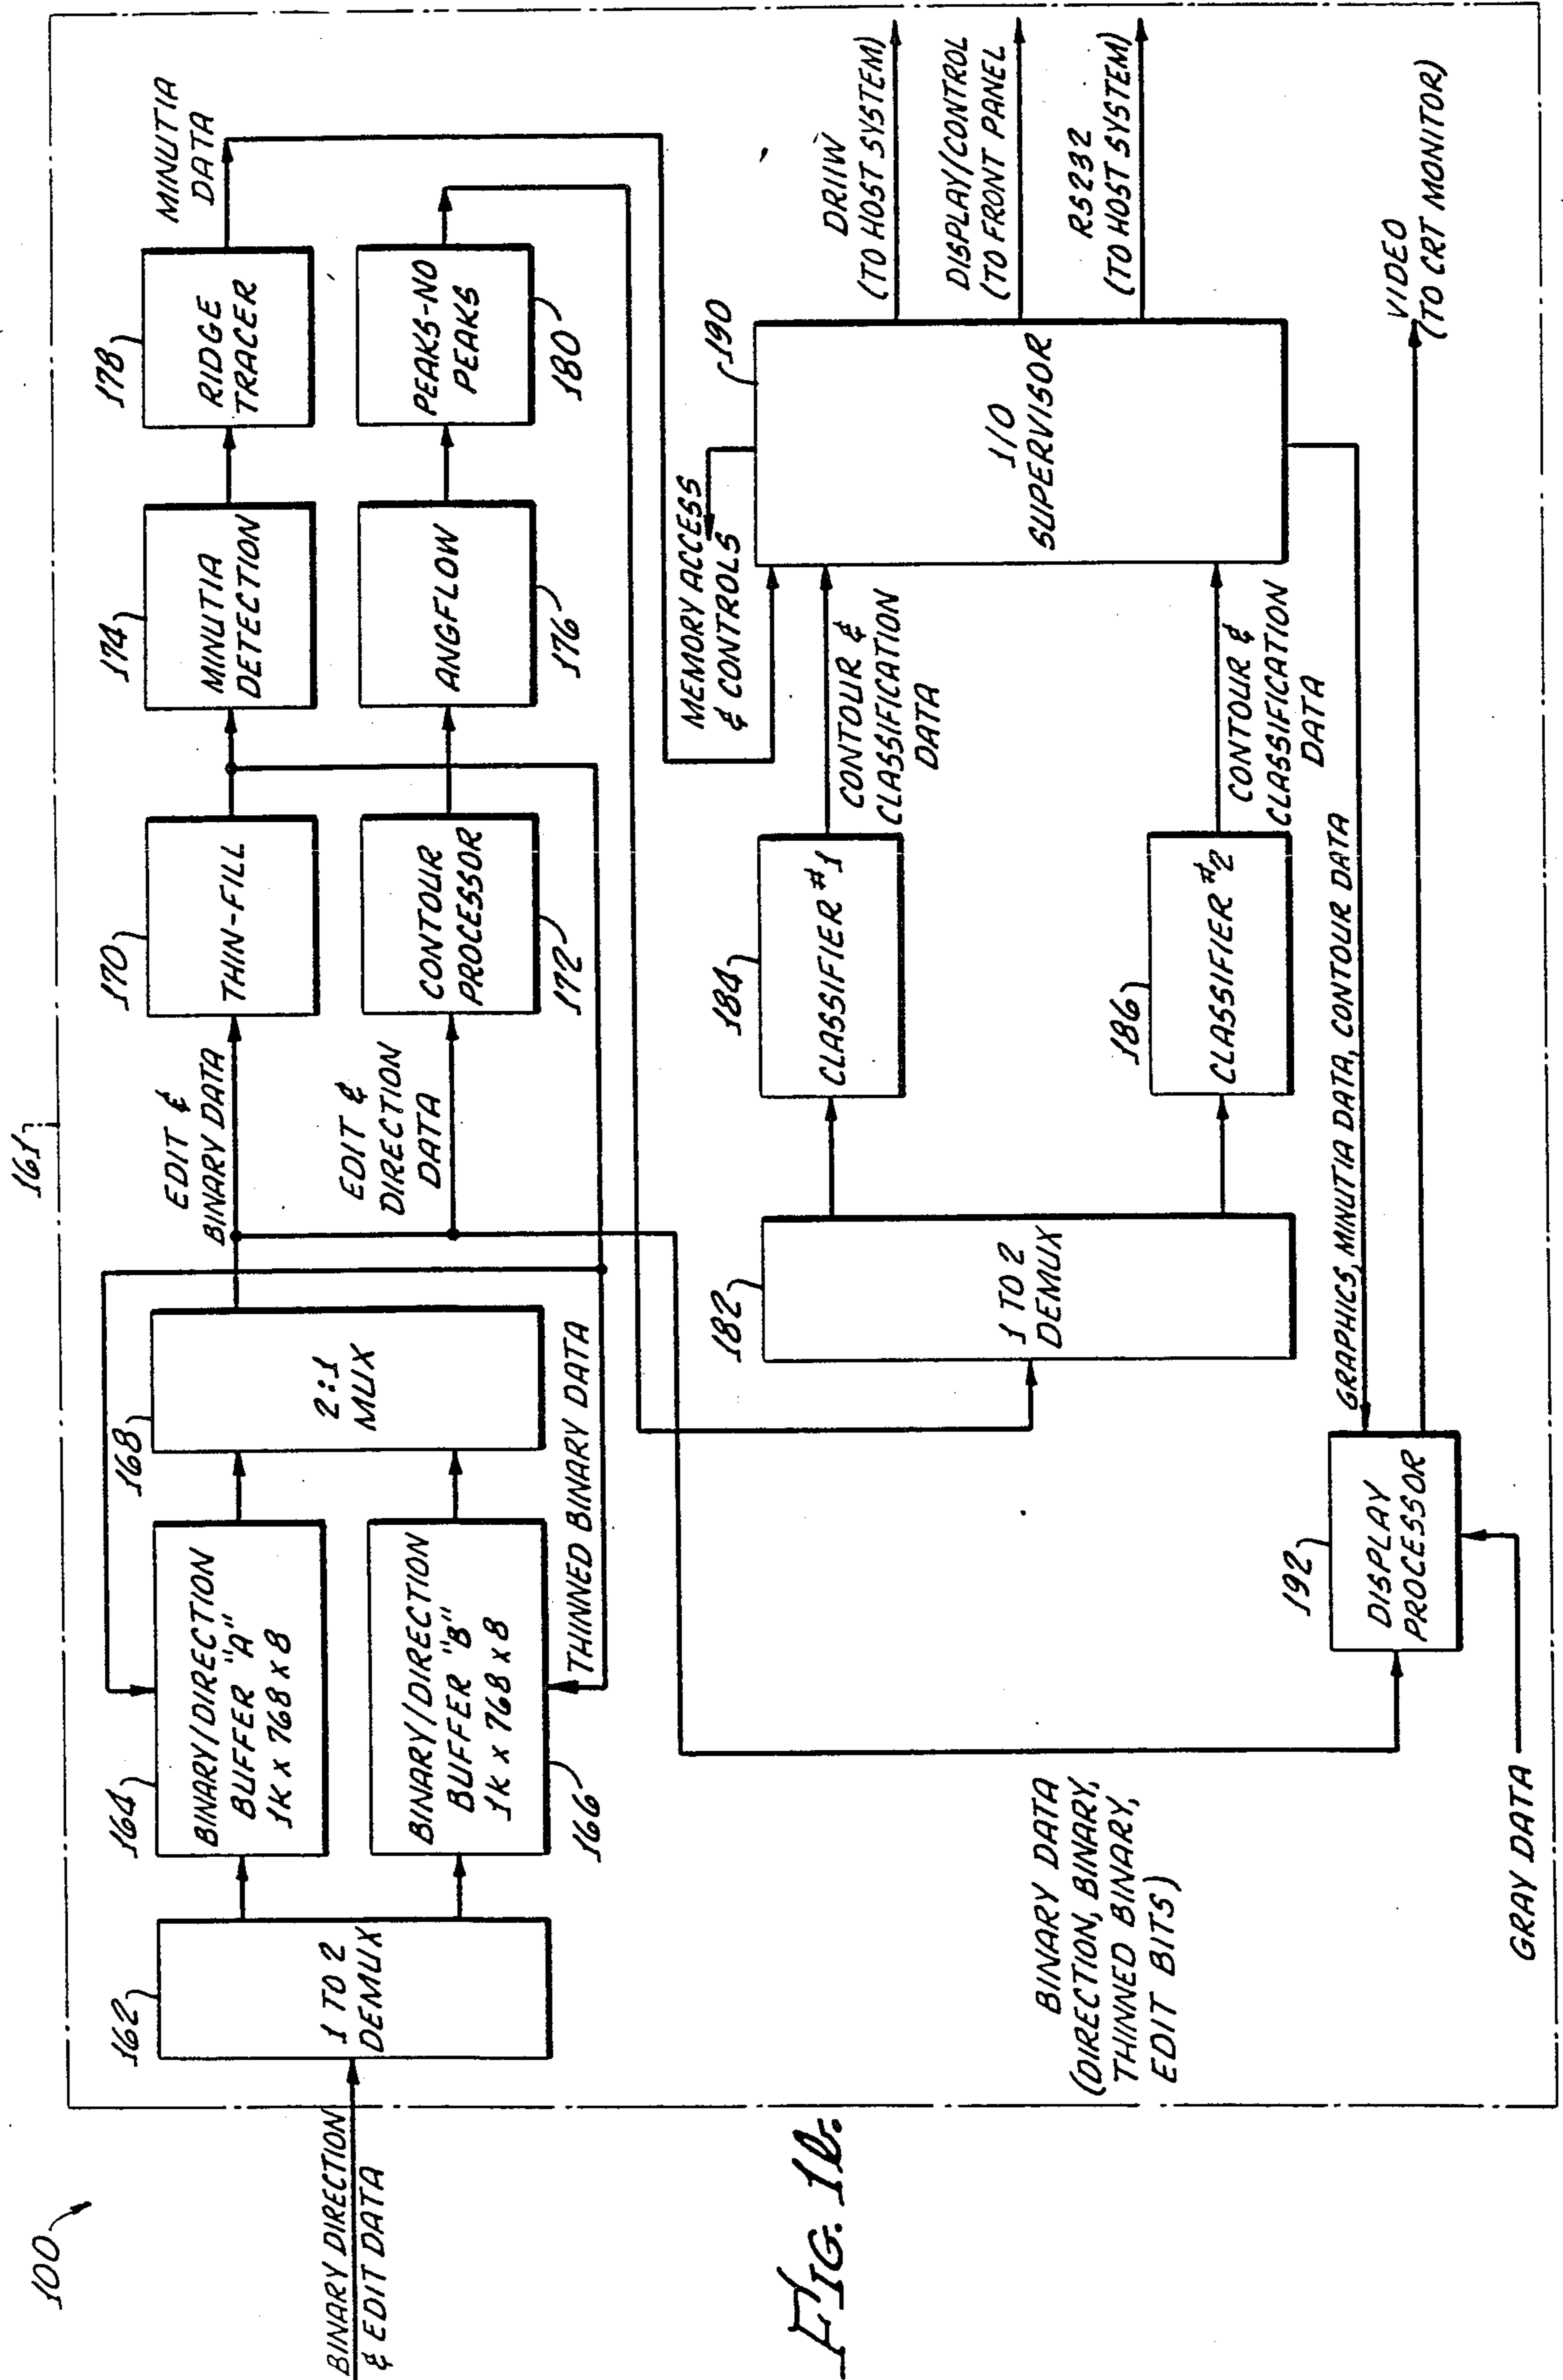 100
161
BINARY DIRECTION
& EDIT DATA
162
1 TO 2
DEMUX
164
BINARY/DIRECTION
BUFFER "A"
1K x 768 x 8
BINARY/DIRECTION
BUFFER "B"
1K x 768 x 8
166
168
2:1
MUX
THINNED BINARY DATA
EDIT &
BINARY DATA
EDIT &
DIRECTION
DATA
170
THIN-FILL
CONTOUR
PROCESSOR
172
174
MINUTIA
DETECTION
ANGFLOW
176
178
RIDGE
TRACER
PEAKS-NO
PEAKS
180
MINUTIA
DATA
182
1 TO 2
DEMUX
184
CLASSIFIER #1
186
CLASSIFIER #2
CONTOUR &
CLASSIFICATION
DATA
CONTOUR &
CLASSIFICATION
DATA
MEMORY ACCESS
& CONTROLS
190
I/O
SUPERVISOR
DR11W
(TO HOST SYSTEM)
DISPLAY/CONTROL
(TO FRONT PANEL
RS232
(TO HOST SYSTEM)
BINARY DATA
(DIRECTION, BINARY,
THINNED BINARY,
EDIT BITS)
192
DISPLAY
PROCESSOR
GRAPHICS, MINUTIA DATA, CONTOUR DATA
VIDEO
(TO CRT MONITOR)
GRAY DATA
FIG. 1b.